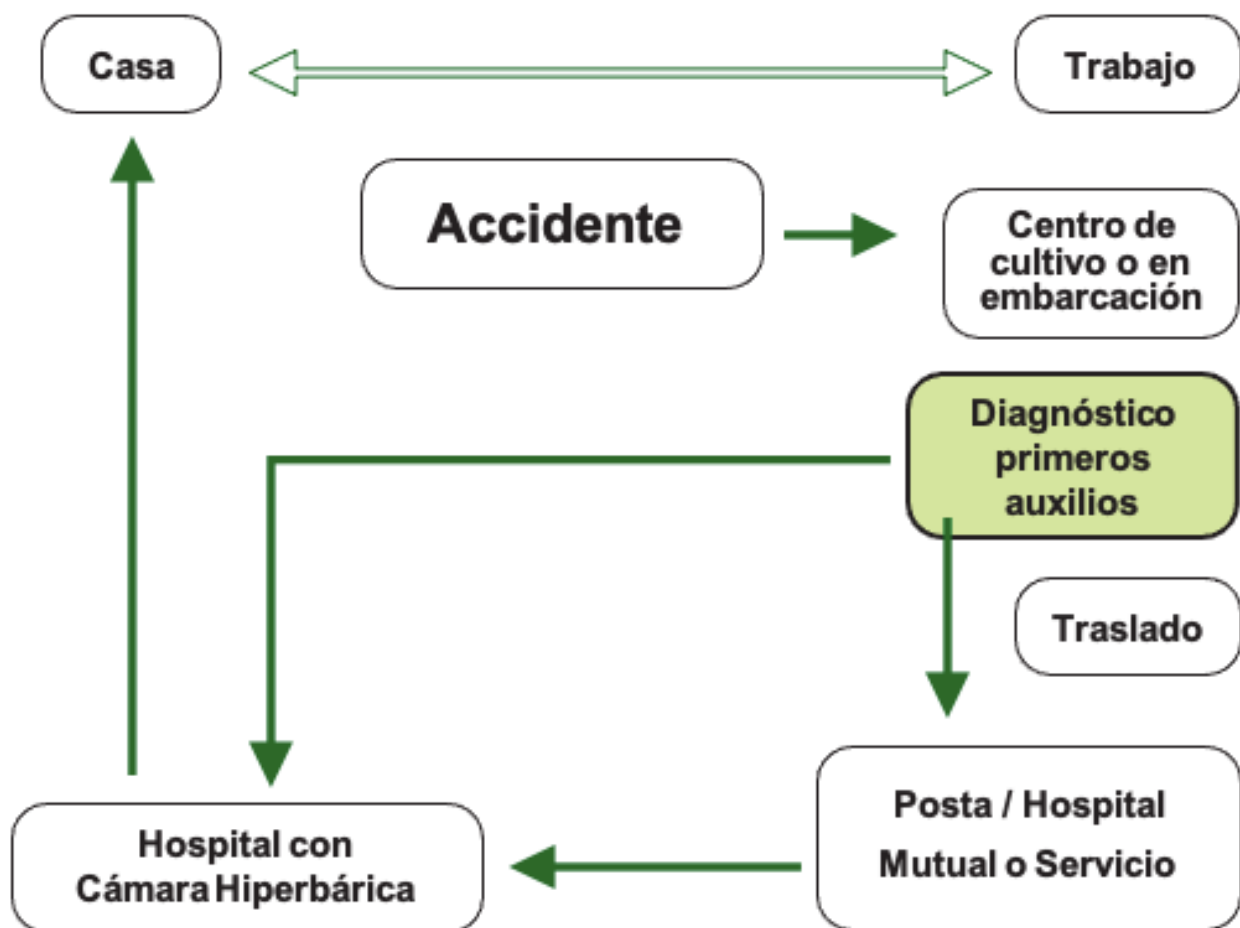 Casa
Trabajo
Accidente
Centro de
cultivo o en
embarcación
Diagnóstico
primeros
auxilios
Traslado
Posta / Hospital
Mutual o Servicio
Hospital con
Cámara Hiperbárica